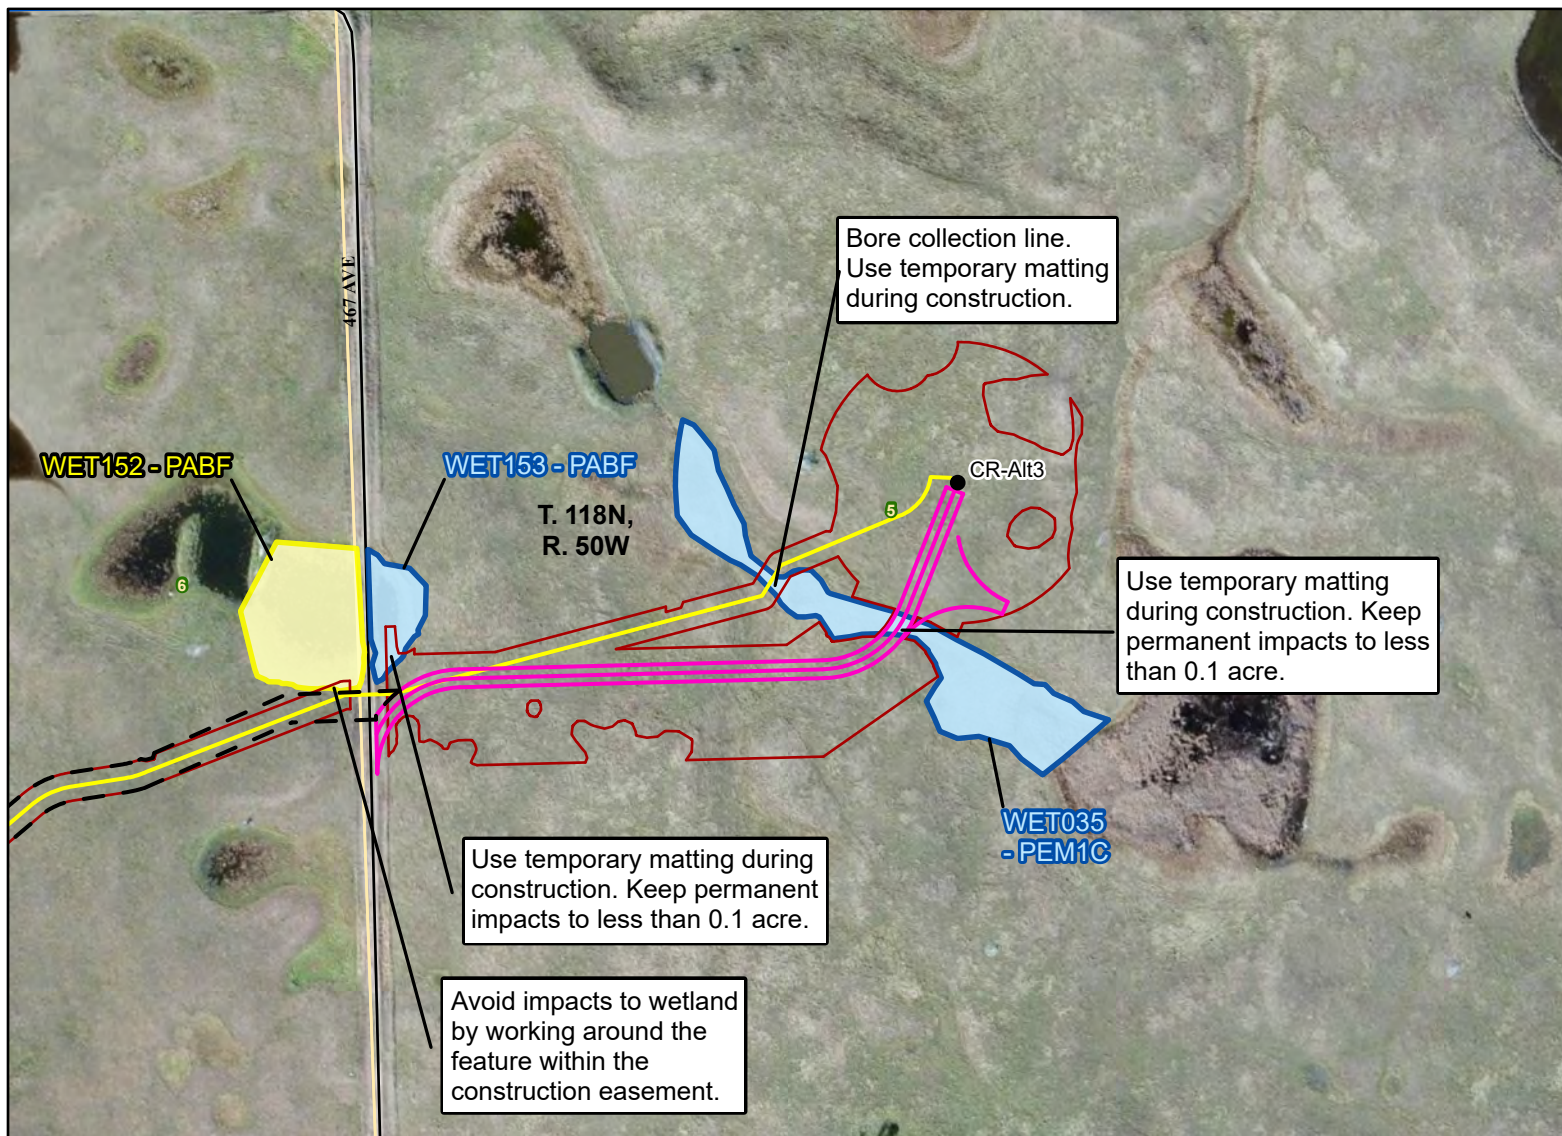 Bore collection line.
Use temporary matting
during construction.
467 AVE
WET152 - PABF
WET153 - PABF
CR-Alt3
5
T. 118N,
R. 50W
6
Use temporary matting
during construction. Keep
permanent impacts to less
than 0.1 acre.
WET035
- PEM1C
Use temporary matting during
construction. Keep permanent
impacts to less than 0.1 acre.
Avoid impacts to wetland
by working around the
feature within the
construction easement.